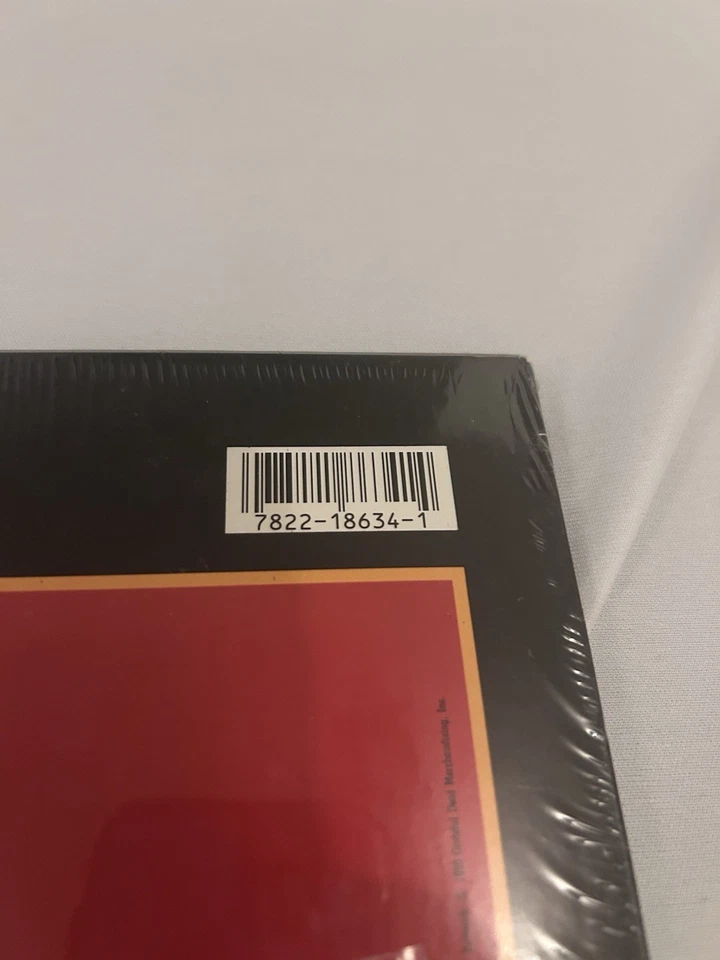 7822-18634-1
Grateful Dead Merchandising, Inc.